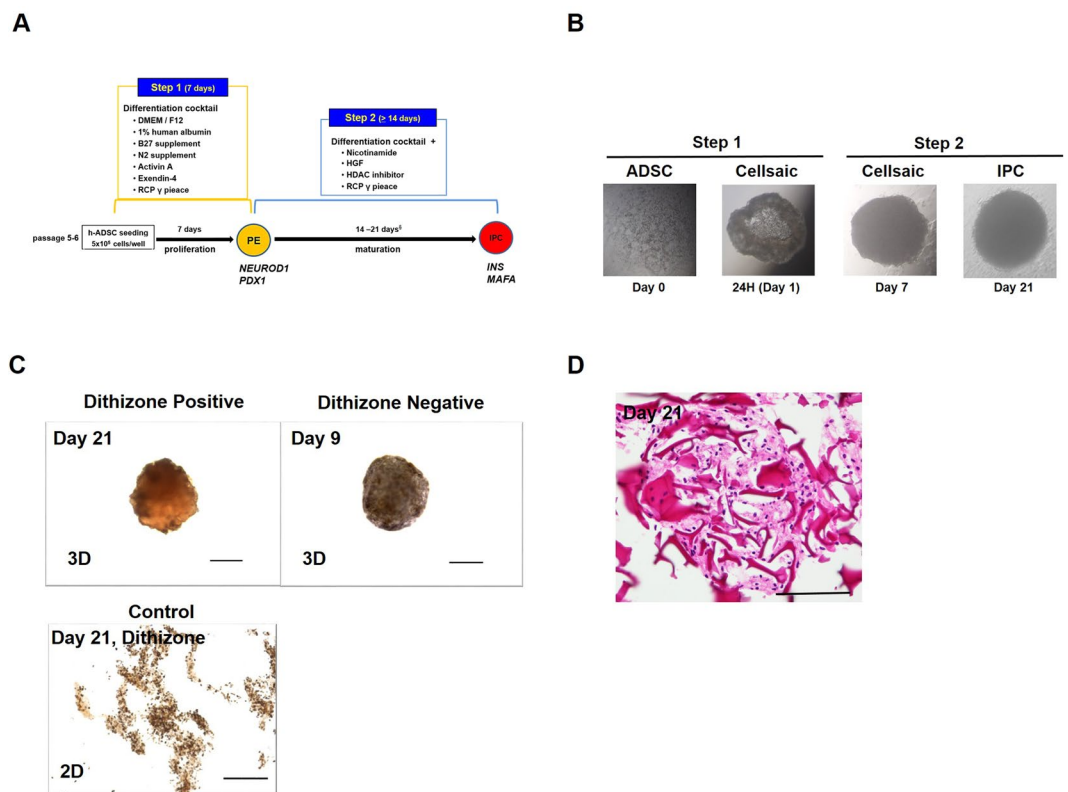 A
Step 1 (7 days)
Differentiation cocktail
• DMEM / F12
• 1% human albumin
• B27 supplement
• N2 supplement
• Activin A
• Exendin-4
• RCP γ pieace
Step 2 (≥ 14 days)
Differentiation cocktail +
• Nicotinamide
• HGF
• HDAC inhibitor
• RCP γ pieace
passage 5-6
h-ADSC seeding
5x10⁵ cells/well
7 days
proliferation
PE
14 –21 days§
maturation
IPC
NEUROD1
PDX1
INS
MAFA
B
Step 1
Step 2
ADSC
Cellsaic
Cellsaic
IPC
Day 0
24H (Day 1)
Day 7
Day 21
C
Dithizone Positive
Dithizone Negative
Day 21
Day 9
3D
3D
Control
Day 21, Dithizone
2D
D
Day 21